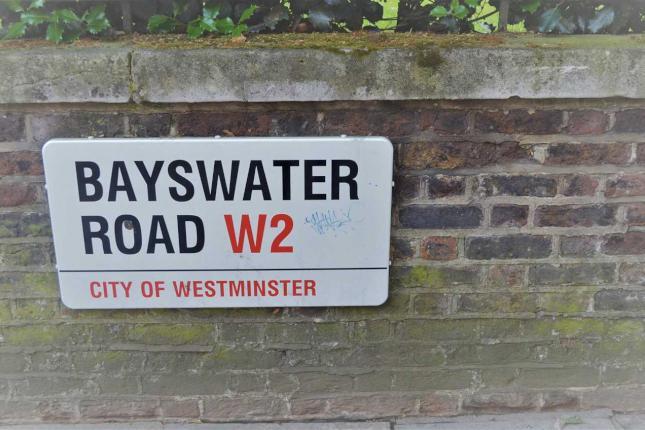 BAYSWATER
ROAD W2
CITY OF WESTMINSTER